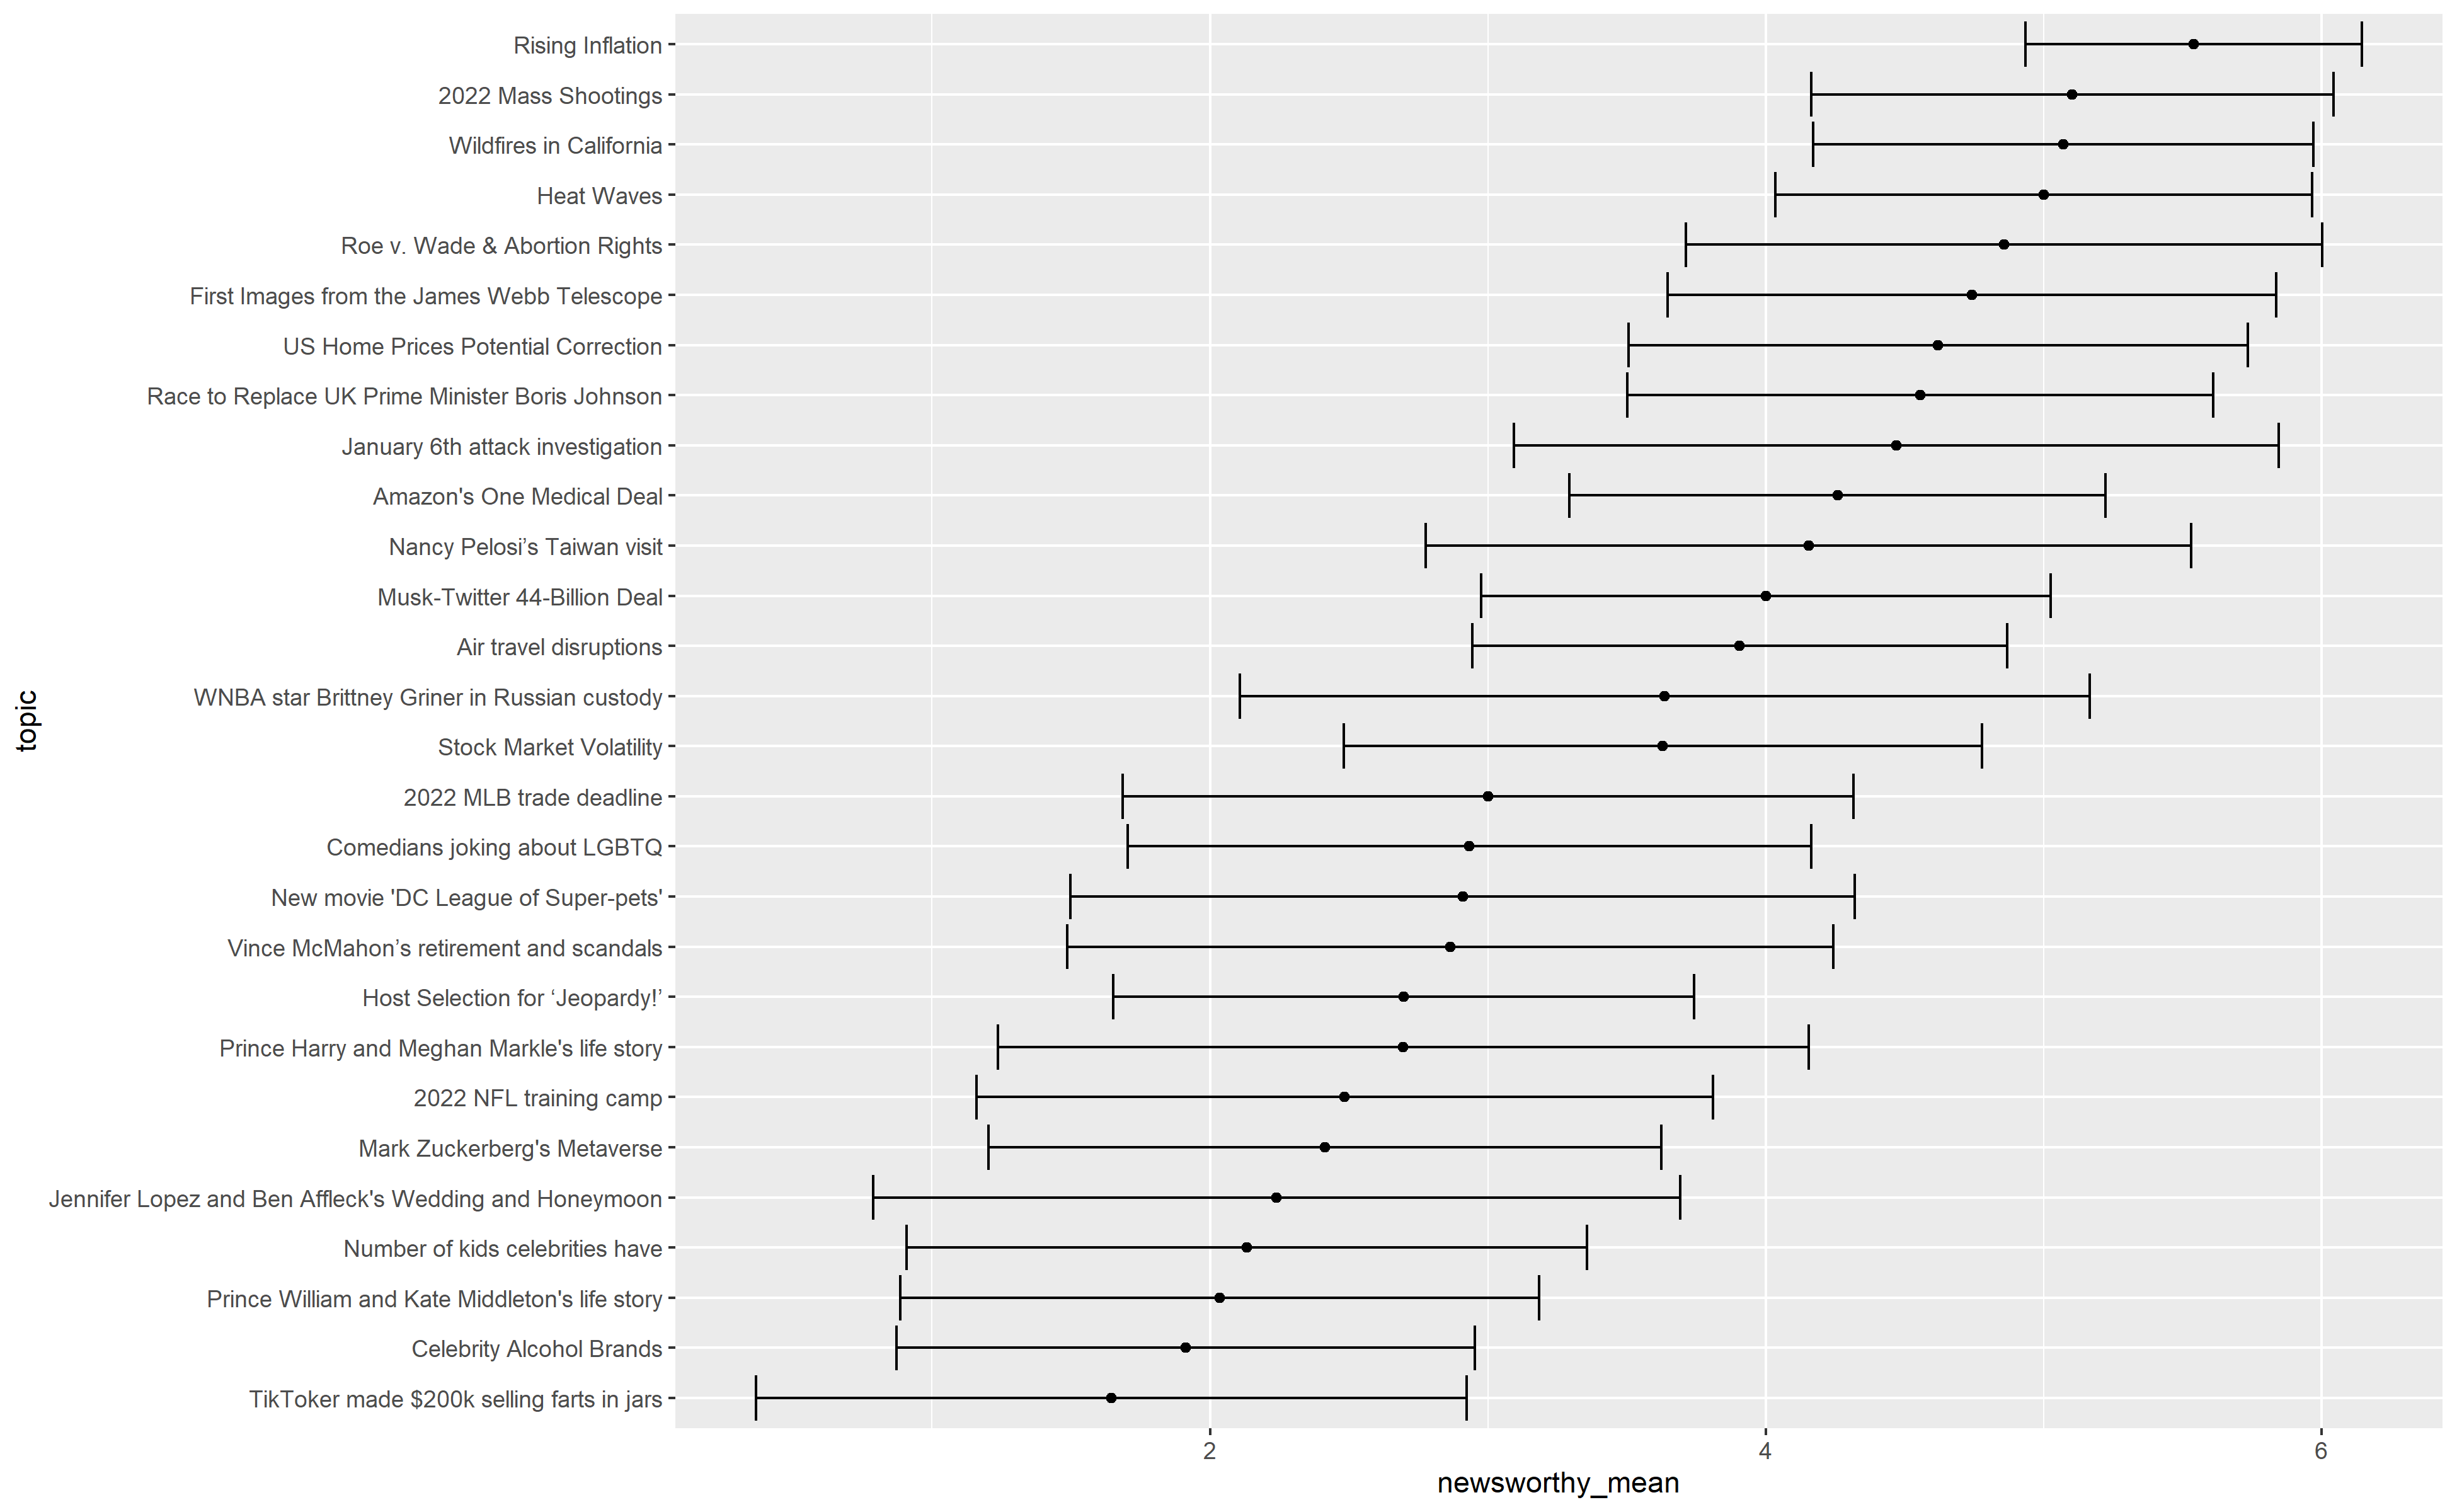 Rising Inflation
2022 Mass Shootings
Wildfires in California
Heat Waves
Roe v. Wade & Abortion Rights
First Images from the James Webb Telescope
US Home Prices Potential Correction
Race to Replace UK Prime Minister Boris Johnson
January 6th attack investigation
Amazon's One Medical Deal
Nancy Pelosi’s Taiwan visit
Musk-Twitter 44-Billion Deal
Air travel disruptions
WNBA star Brittney Griner in Russian custody
Stock Market Volatility
2022 MLB trade deadline
Comedians joking about LGBTQ
New movie 'DC League of Super-pets'
Vince McMahon’s retirement and scandals
Host Selection for ‘Jeopardy!’
Prince Harry and Meghan Markle's life story
2022 NFL training camp
Mark Zuckerberg's Metaverse
Jennifer Lopez and Ben Affleck's Wedding and Honeymoon
Number of kids celebrities have
Prince William and Kate Middleton's life story
Celebrity Alcohol Brands
TikToker made $200k selling farts in jars
topic
2 4 6
newsworthy_mean